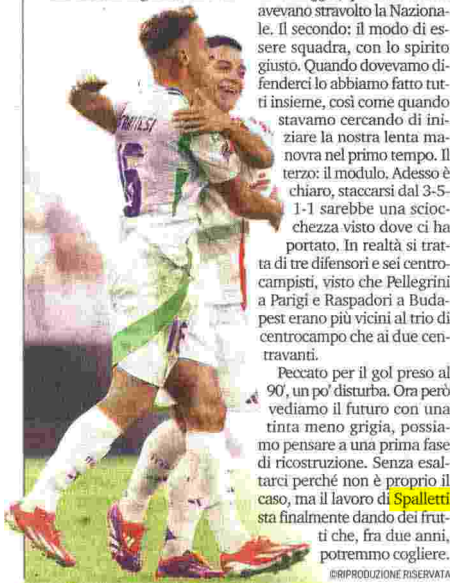 avevano stravolto la Naziona-
le. Il secondo: il modo di es-
sere squadra, con lo spirito
giusto. Quando dovevamo di-
fenderci lo abbiamo fatto tut-
ti insieme, così come quando
stavamo cercando di ini-
ziare la nostra lenta ma-
novra nel primo tempo. Il
terzo: il modulo. Adesso è
chiaro, staccarsi dal 3-5-
1-1 sarebbe una scioc-
chezza visto dove ci ha
portato. In realtà si trat-
ta di tre difensori e sei centro-
campisti, visto che Pellegrini
a Parigi e Raspadori a Buda-
pest erano più vicini al trio di
centrocampo che ai due cen-
travanti.
Peccato per il gol preso al
90', un po' disturba. Ora però
vediamo il futuro con una
tinta meno grigia, possia-
mo pensare a una prima fase
di ricostruzione. Senza esal-
tarci perché non è proprio il
caso, ma il lavoro di Spalletti
sta finalmente dando dei frut-
ti che, fra due anni,
potremmo cogliere.
©RIPRODUZIONE RISERVATA
16